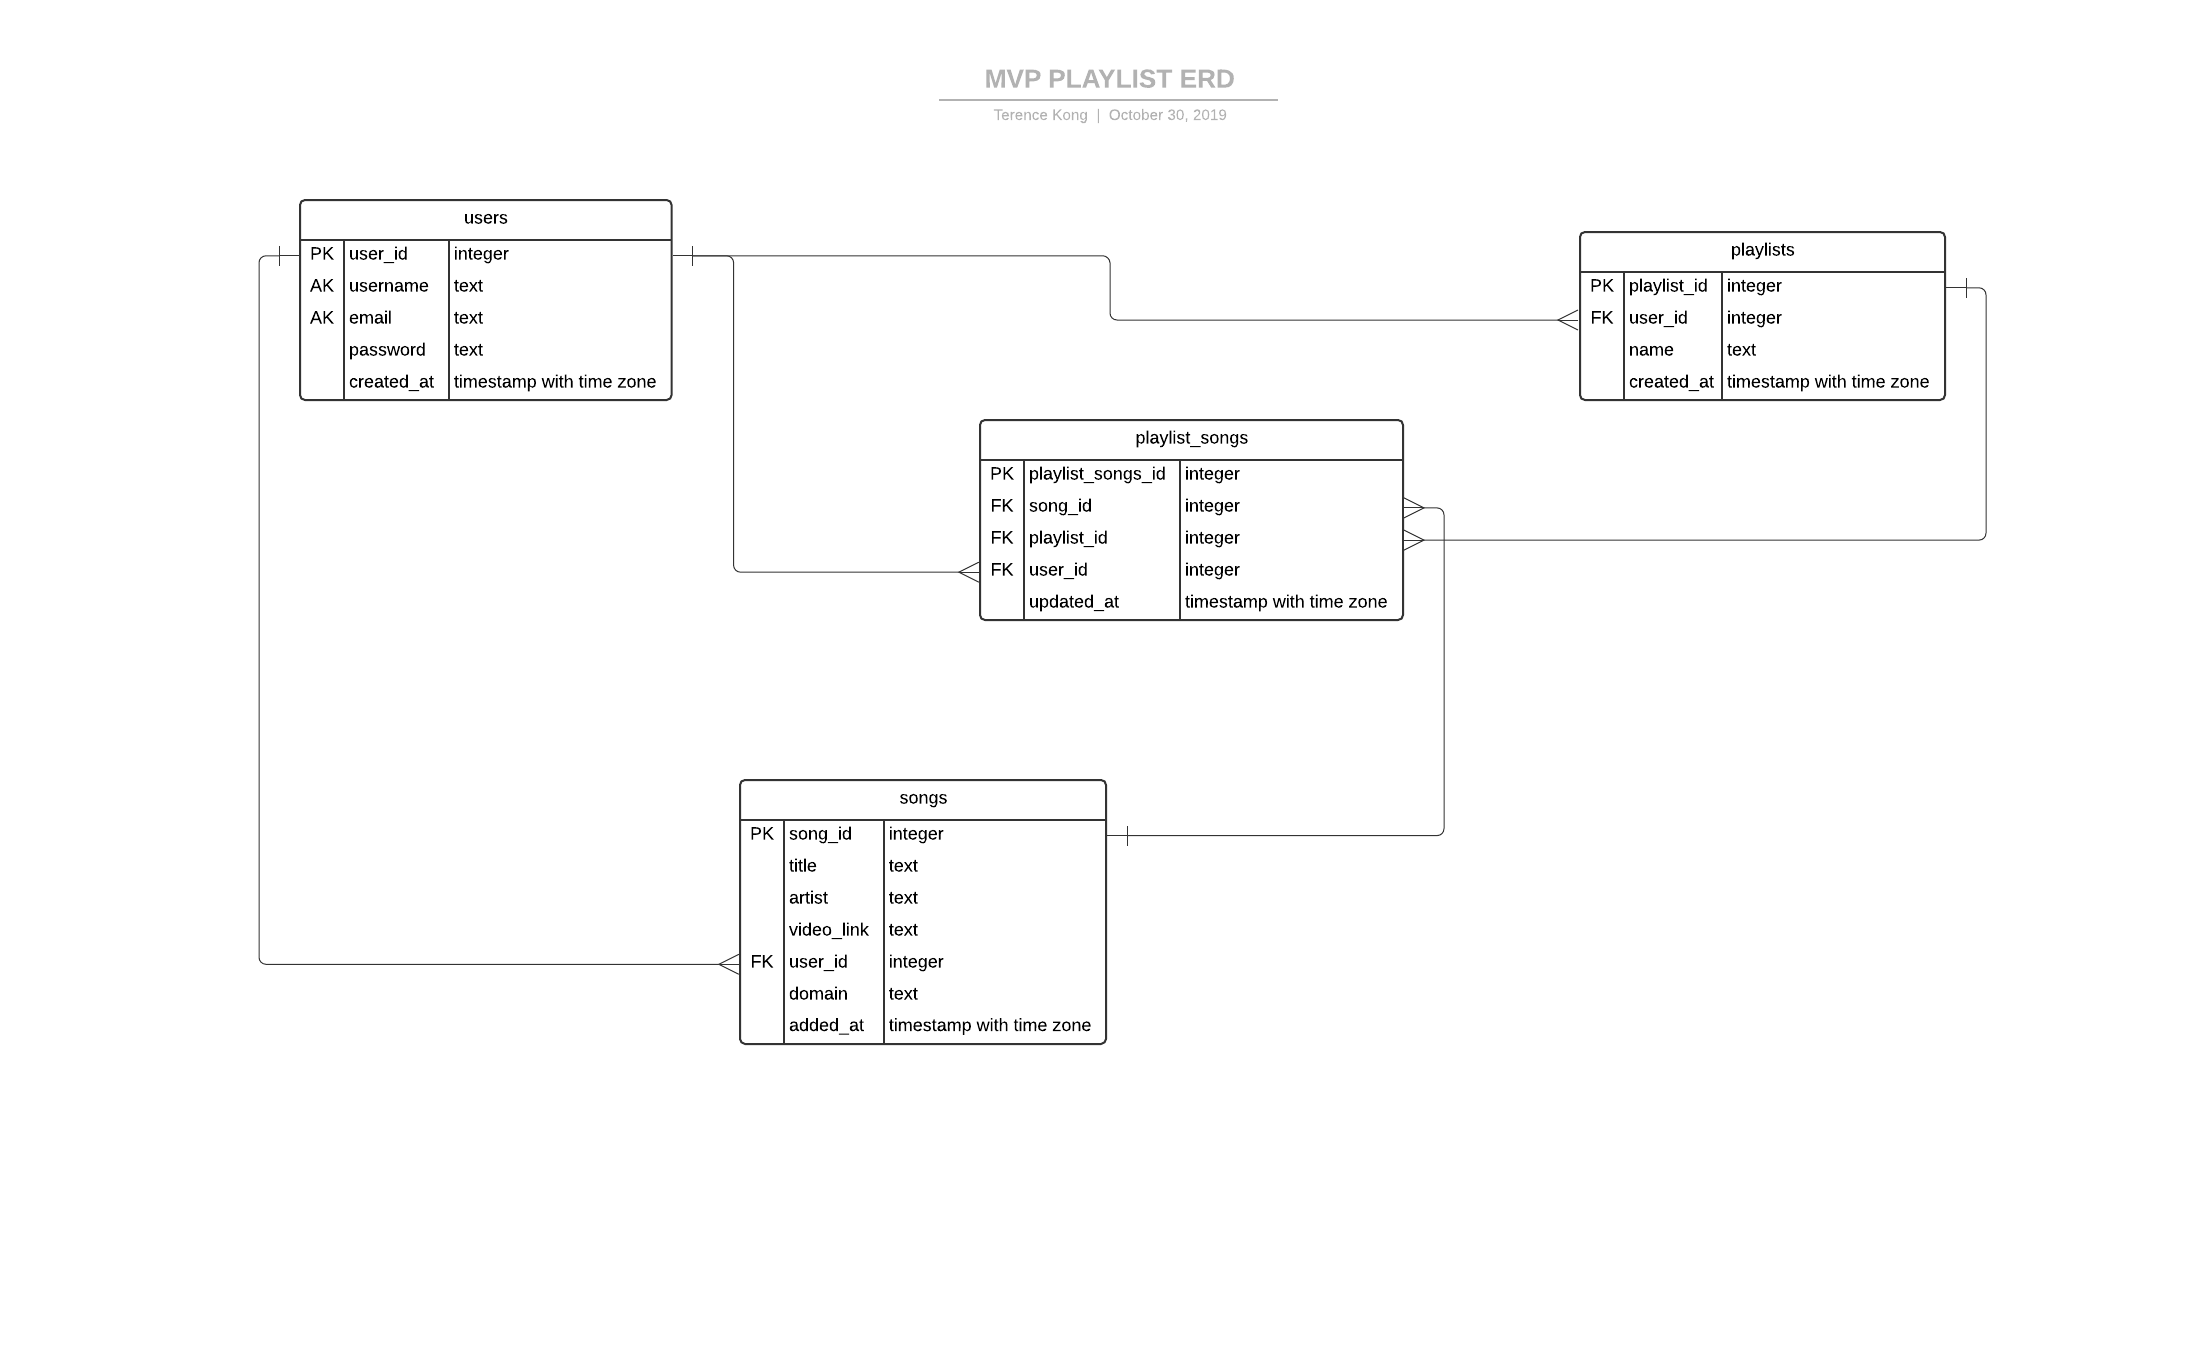 MVP PLAYLIST ERD
Terence Kong | October 30, 2019
users
PK user_id integer
AK username text
AK email text
password text
created_at timestamp with time zone
playlists
PK playlist_id integer
FK user_id integer
name text
created_at timestamp with time zone
playlist_songs
PK playlist_songs_id integer
FK song_id integer
FK playlist_id integer
FK user_id integer
updated_at timestamp with time zone
songs
PK song_id integer
title text
artist text
video_link text
FK user_id integer
domain text
added_at timestamp with time zone